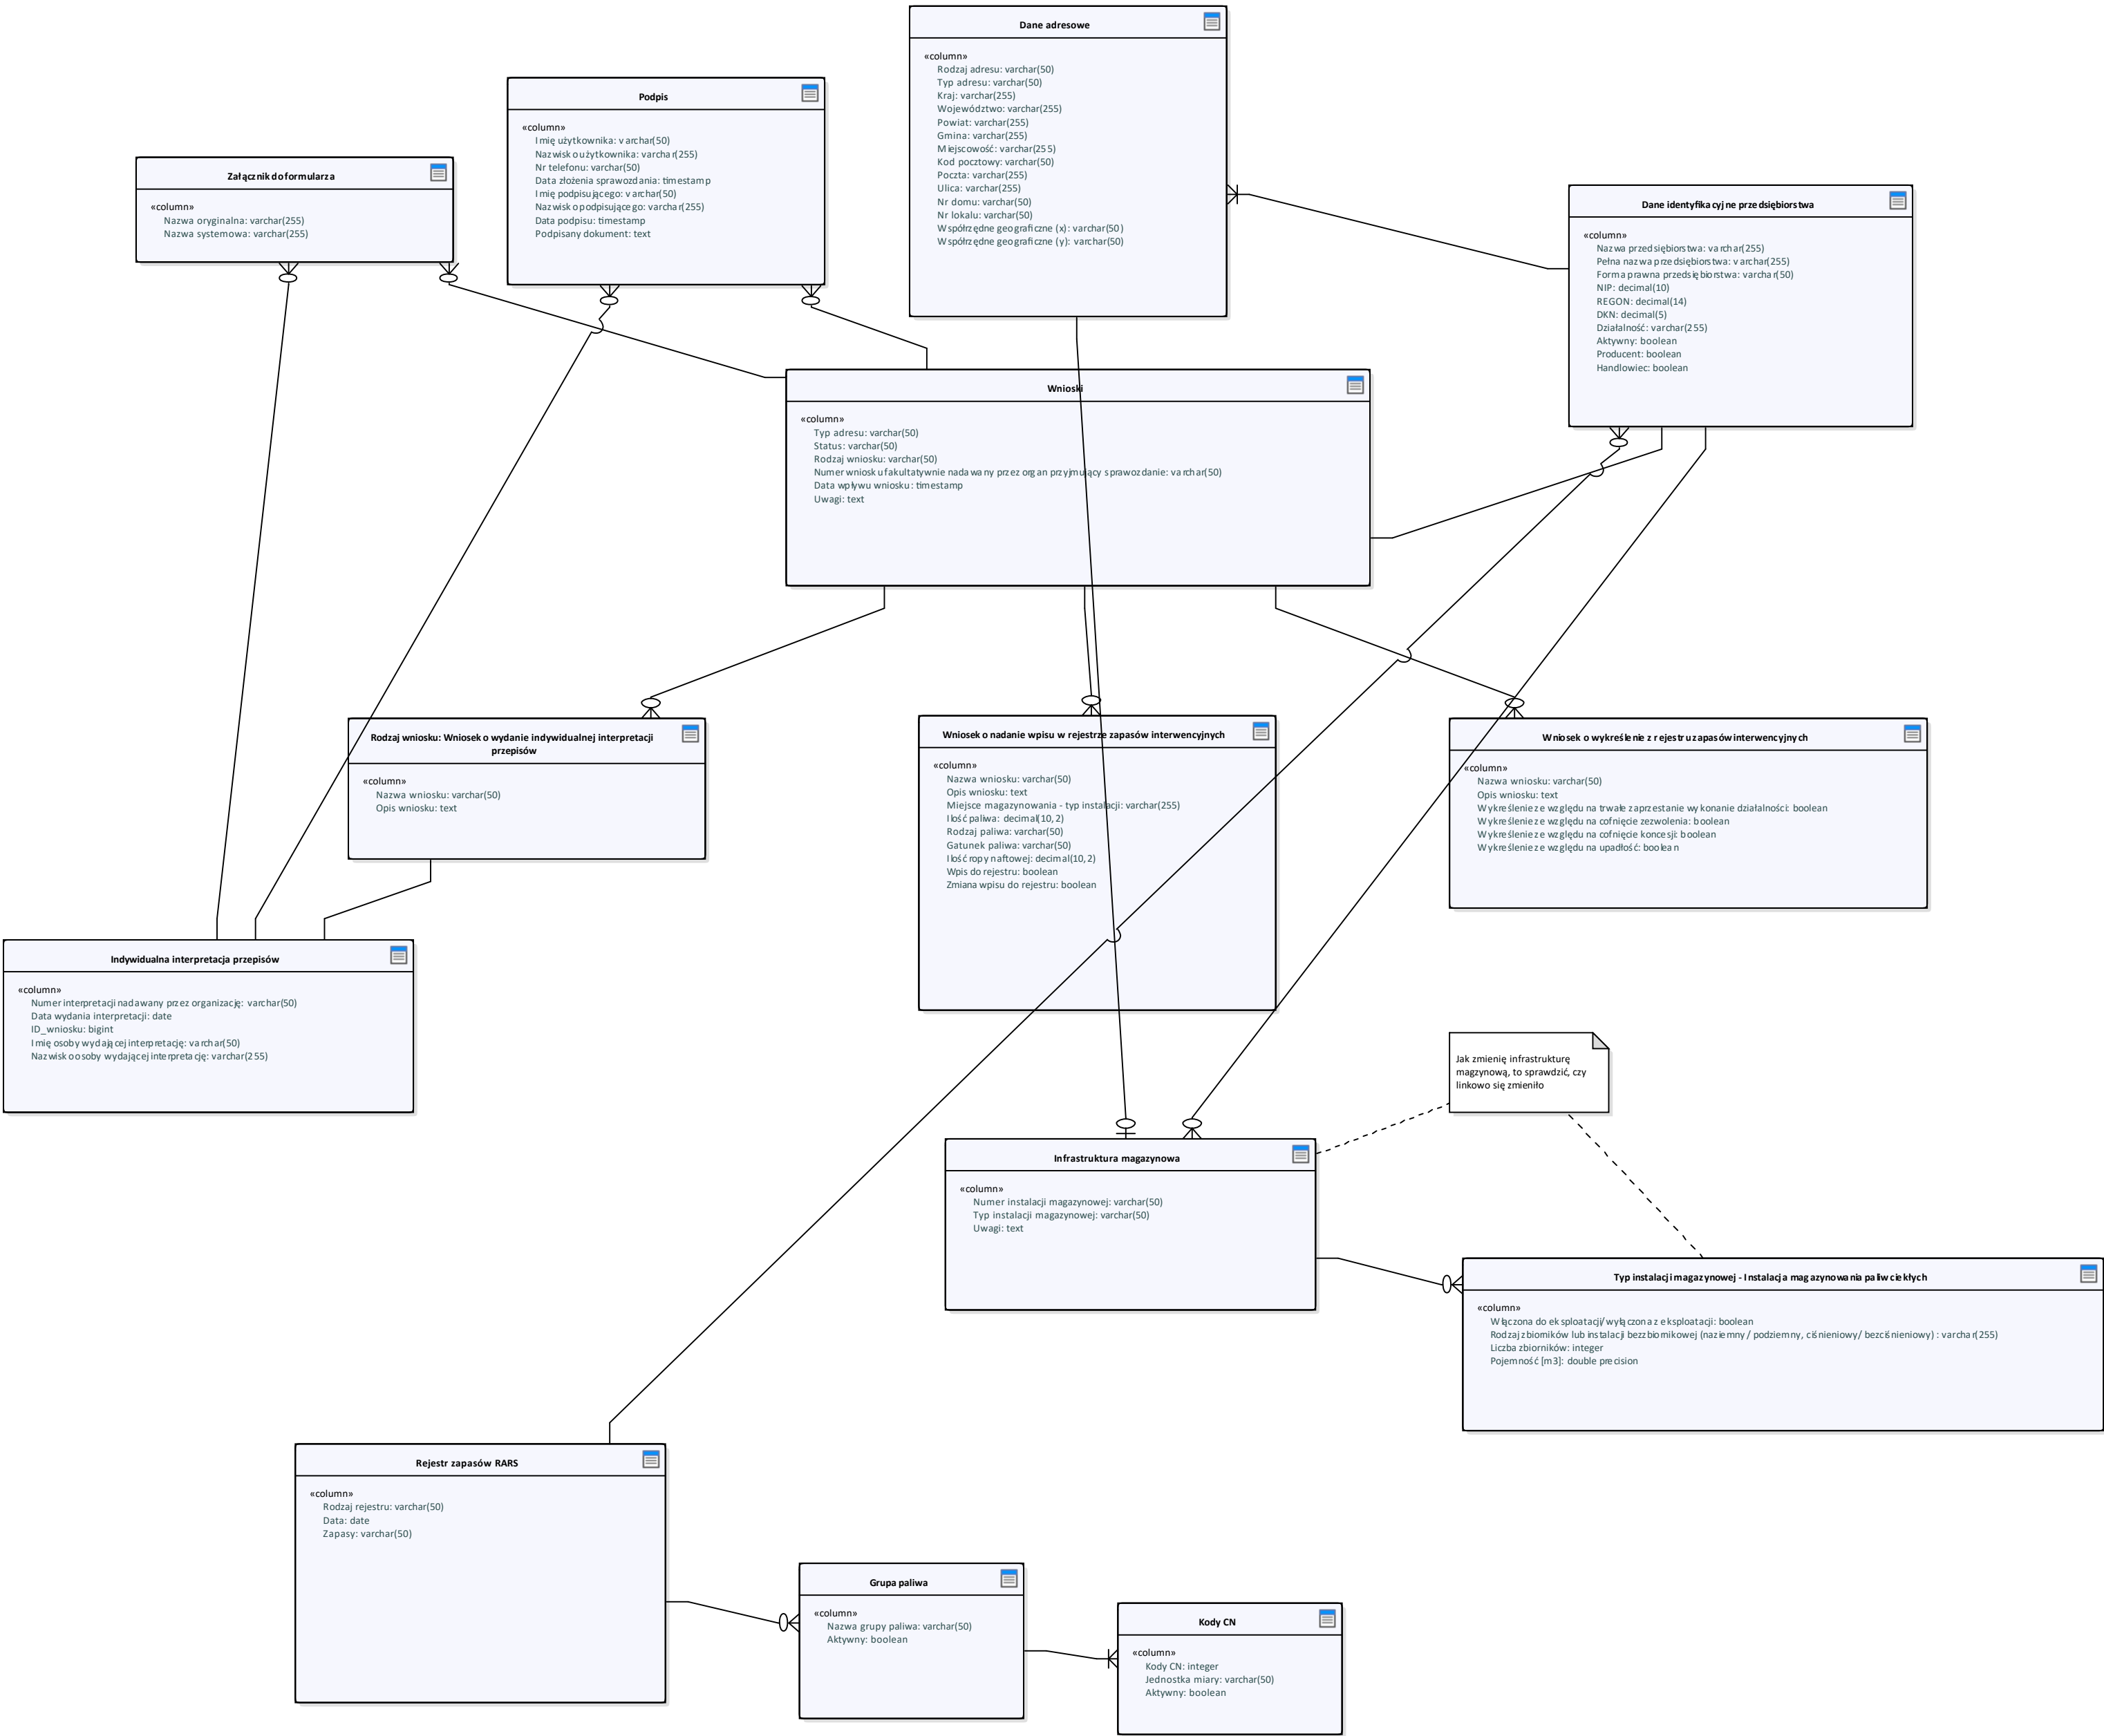 Dane adresowe
«column»
Rodzaj adresu: varchar(50)
Typ adresu: varchar(50)
Kraj: varchar(255)
Województwo: varchar(255)
Powiat: varchar(255)
Gmina: varchar(255)
Miejscowość: varchar(255)
Kod pocztowy: varchar(50)
Poczta: varchar(255)
Ulica: varchar(255)
Nr domu: varchar(50)
Nr lokalu: varchar(50)
Współrzędne geograficzne (x): varchar(50)
Współrzędne geograficzne (y): varchar(50)
Podpis
«column»
Imię użytkownika: varchar(50)
Nazwisko użytkownika: varchar(255)
Nr telefonu: varchar(50)
Data złożenia sprawozdania: timestamp
Imię podpisującego: varchar(50)
Nazwisko podpisującego: varchar(255)
Data podpisu: timestamp
Podpisany dokument: text
Załącznik do formularza
«column»
Nazwa oryginalna: varchar(255)
Nazwa systemowa: varchar(255)
Dane identyfikacyjne przedsiębiorstwa
«column»
Nazwa przedsiębiorstwa: varchar(255)
Pełna nazwa przedsiębiorstwa: varchar(255)
Forma prawna przedsiębiorstwa: varchar(50)
NIP: decimal(10)
REGON: decimal(14)
DKN: decimal(5)
Działalność: varchar(255)
Aktywny: boolean
Producent: boolean
Handlowiec: boolean
Wnioski
«column»
Typ adresu: varchar(50)
Status: varchar(50)
Rodzaj wniosku: varchar(50)
Numer wniosku fakultatywnie nadawany przez organ przyjmujący sprawozdanie: varchar(50)
Data wpływu wniosku: timestamp
Uwagi: text
Rodzaj wniosku: Wniosek o wydanie indywidualnej interpretacji
przepisów
«column»
Nazwa wniosku: varchar(50)
Opis wniosku: text
Wniosek o nadanie wpisu w rejestrze zapasów interwencyjnych
«column»
Nazwa wniosku: varchar(50)
Opis wniosku: text
Miejsce magazynowania - typ instalacji: varchar(255)
Ilość paliwa: decimal(10,2)
Rodzaj paliwa: varchar(50)
Gatunek paliwa: varchar(50)
Ilość ropy naftowej: decimal(10,2)
Wpis do rejestru: boolean
Zmiana wpisu do rejestru: boolean
Wniosek o wykreślenie z rejestru zapasów interwencyjnych
«column»
Nazwa wniosku: varchar(50)
Opis wniosku: text
Wykreślenie ze względu na trwałe zaprzestanie wykonanie działalności: boolean
Wykreślenie ze względu na cofnięcie zezwolenia: boolean
Wykreślenie ze względu na cofnięcie koncesji: boolean
Wykreślenie ze względu na upadłość: boolean
Indywidualna interpretacja przepisów
«column»
Numer interpretacji nadawany przez organizację: varchar(50)
Data wydania interpretacji: date
ID_wniosku: bigint
Imię osoby wydającej interpretację: varchar(50)
Nazwisko osoby wydającej interpretację: varchar(255)
Jak zmienię infrastrukturę
magzynową, to sprawdzić, czy
linkowo się zmieniło
Infrastruktura magazynowa
«column»
Numer instalacji magazynowej: varchar(50)
Typ instalacji magazynowej: varchar(50)
Uwagi: text
Typ instalacji magazynowej - Instalacja magazynowania paliw ciekłych
«column»
Włączona do eksploatacji/wyłączona z eksploatacji: boolean
Rodzaj zbiorników lub instalacji bezzbiornikowej (naziemny/ podziemny, ciśnieniowy/ bezciśnieniowy) : varchar(255)
Liczba zbiorników: integer
Pojemność [m3]: double precision
Rejestr zapasów RARS
«column»
Rodzaj rejestru: varchar(50)
Data: date
Zapasy: varchar(50)
Grupa paliwa
«column»
Nazwa grupy paliwa: varchar(50)
Aktywny: boolean
Kody CN
«column»
Kody CN: integer
Jednostka miary: varchar(50)
Aktywny: boolean